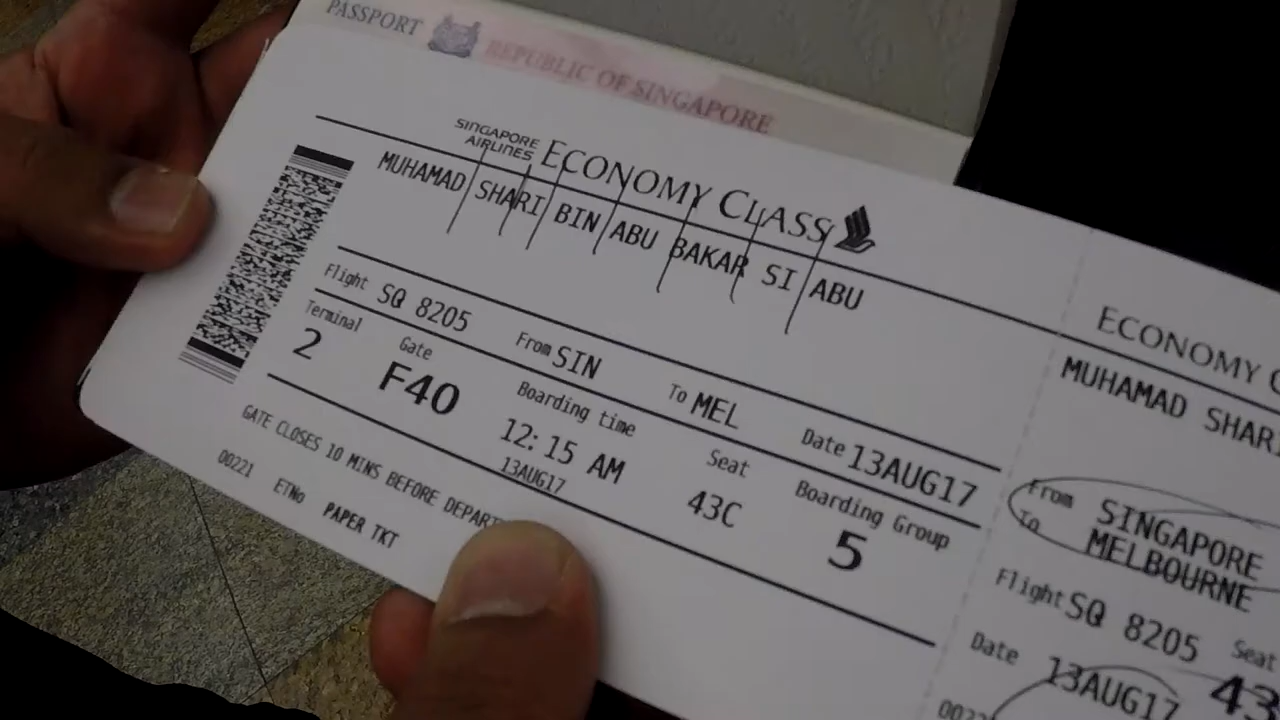 PASSPORT REPUBLIC OF SINGAPORE
SINGAPORE
AIRLINES
ECONOMY CLASS
MUHAMAD SHARI BIN ABU BAKAR SI ABU
Flight SQ 8205 From SIN To MEL Date 13AUG17
Terminal Gate Boarding time Seat Boarding Group
2 F40 12:15 AM 43C 5
13AUG17
GATE CLOSES 10 MINS BEFORE
00221 ETNo PAPER TKT
ECONOMY
MUHAMAD
From SINGAPORE
To MELBOURNE
Flight SQ 8205 Seat
Date 13AUG17